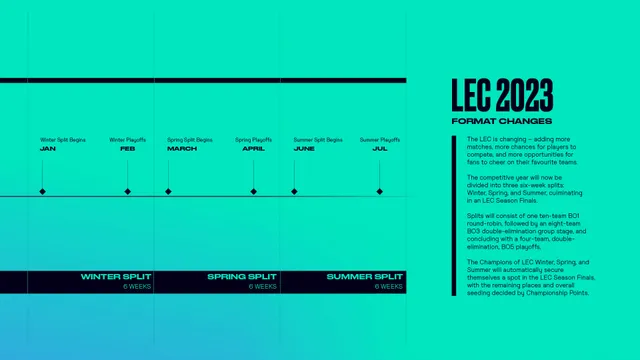 Winter Split Begins
JAN
Winter Playoffs
FEB
Spring Split Begins
MARCH
Spring Playoffs
APRIL
Summer Split Begins
JUNE
Summer Playoffs
JUL
WINTER SPLIT
6 WEEKS
SPRING SPLIT
6 WEEKS
SUMMER SPLIT
6 WEEKS
LEC 2023
FORMAT CHANGES
The LEC is changing – adding more
matches, more chances for players to
compete, and more opportunities for
fans to cheer on their favourite teams.
The competitive year will now be
divided into three six-week splits:
Winter, Spring, and Summer, culminating
in an LEC Season Finals.
Splits will consist of one ten-team BO1
round-robin, followed by an eight-team
BO3 double-elimination group stage, and
concluding with a four-team, double-
elimination, BO5 playoffs.
The Champions of LEC Winter, Spring, and
Summer will automatically secure
themselves a spot in the LEC Season Finals,
with the remaining places and overall
seeding decided by Championship Points.